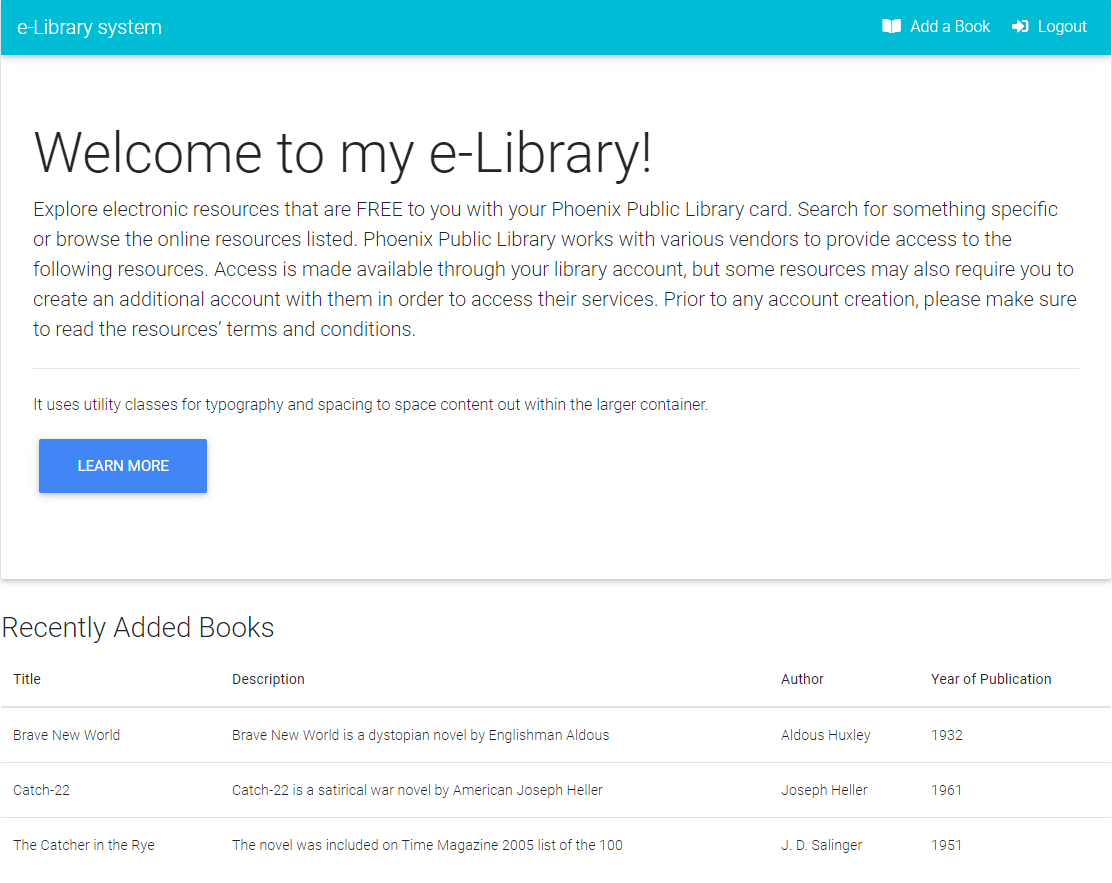 e-Library system Add a Book Logout
Welcome to my e-Library!
Explore electronic resources that are FREE to you with your Phoenix Public Library card. Search for something specific
or browse the online resources listed. Phoenix Public Library works with various vendors to provide access to the
following resources. Access is made available through your library account, but some resources may also require you to
create an additional account with them in order to access their services. Prior to any account creation, please make sure
to read the resources’ terms and conditions.
It uses utility classes for typography and spacing to space content out within the larger container.
LEARN MORE
Recently Added Books
Title Description Author Year of Publication
Brave New World Brave New World is a dystopian novel by Englishman Aldous Aldous Huxley 1932
Catch-22 Catch-22 is a satirical war novel by American Joseph Heller Joseph Heller 1961
The Catcher in the Rye The novel was included on Time Magazine 2005 list of the 100 J. D. Salinger 1951